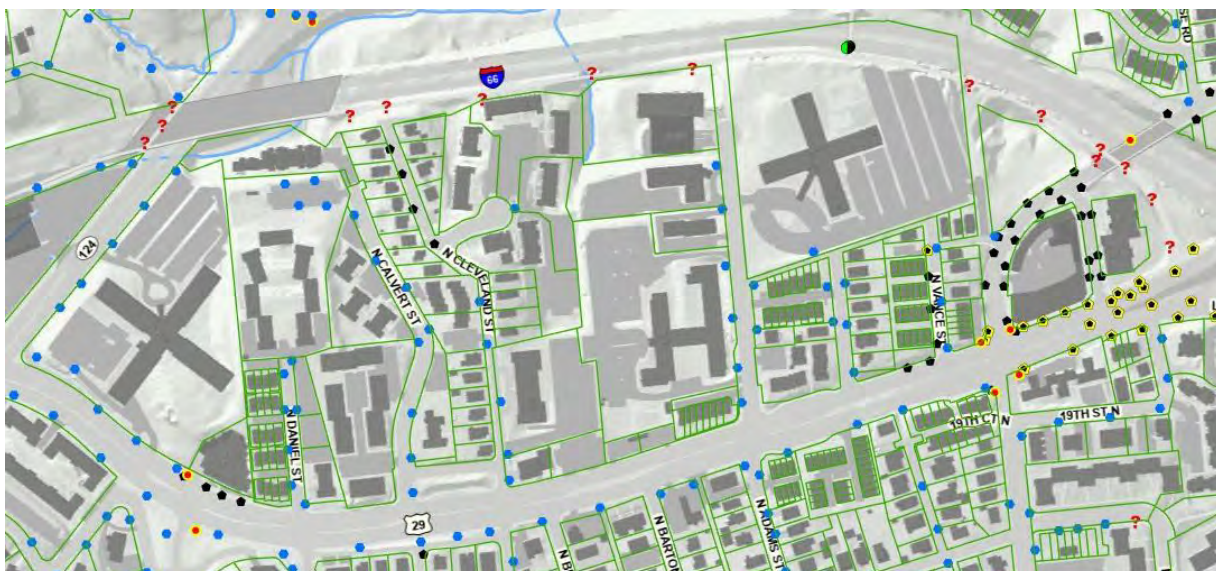 66
124
N CALVERT ST
N CLEVELAND ST
N VANCE ST
N DANIEL ST
19TH CT N
19TH ST N
29
N BARTON
N ADAMS ST
N B